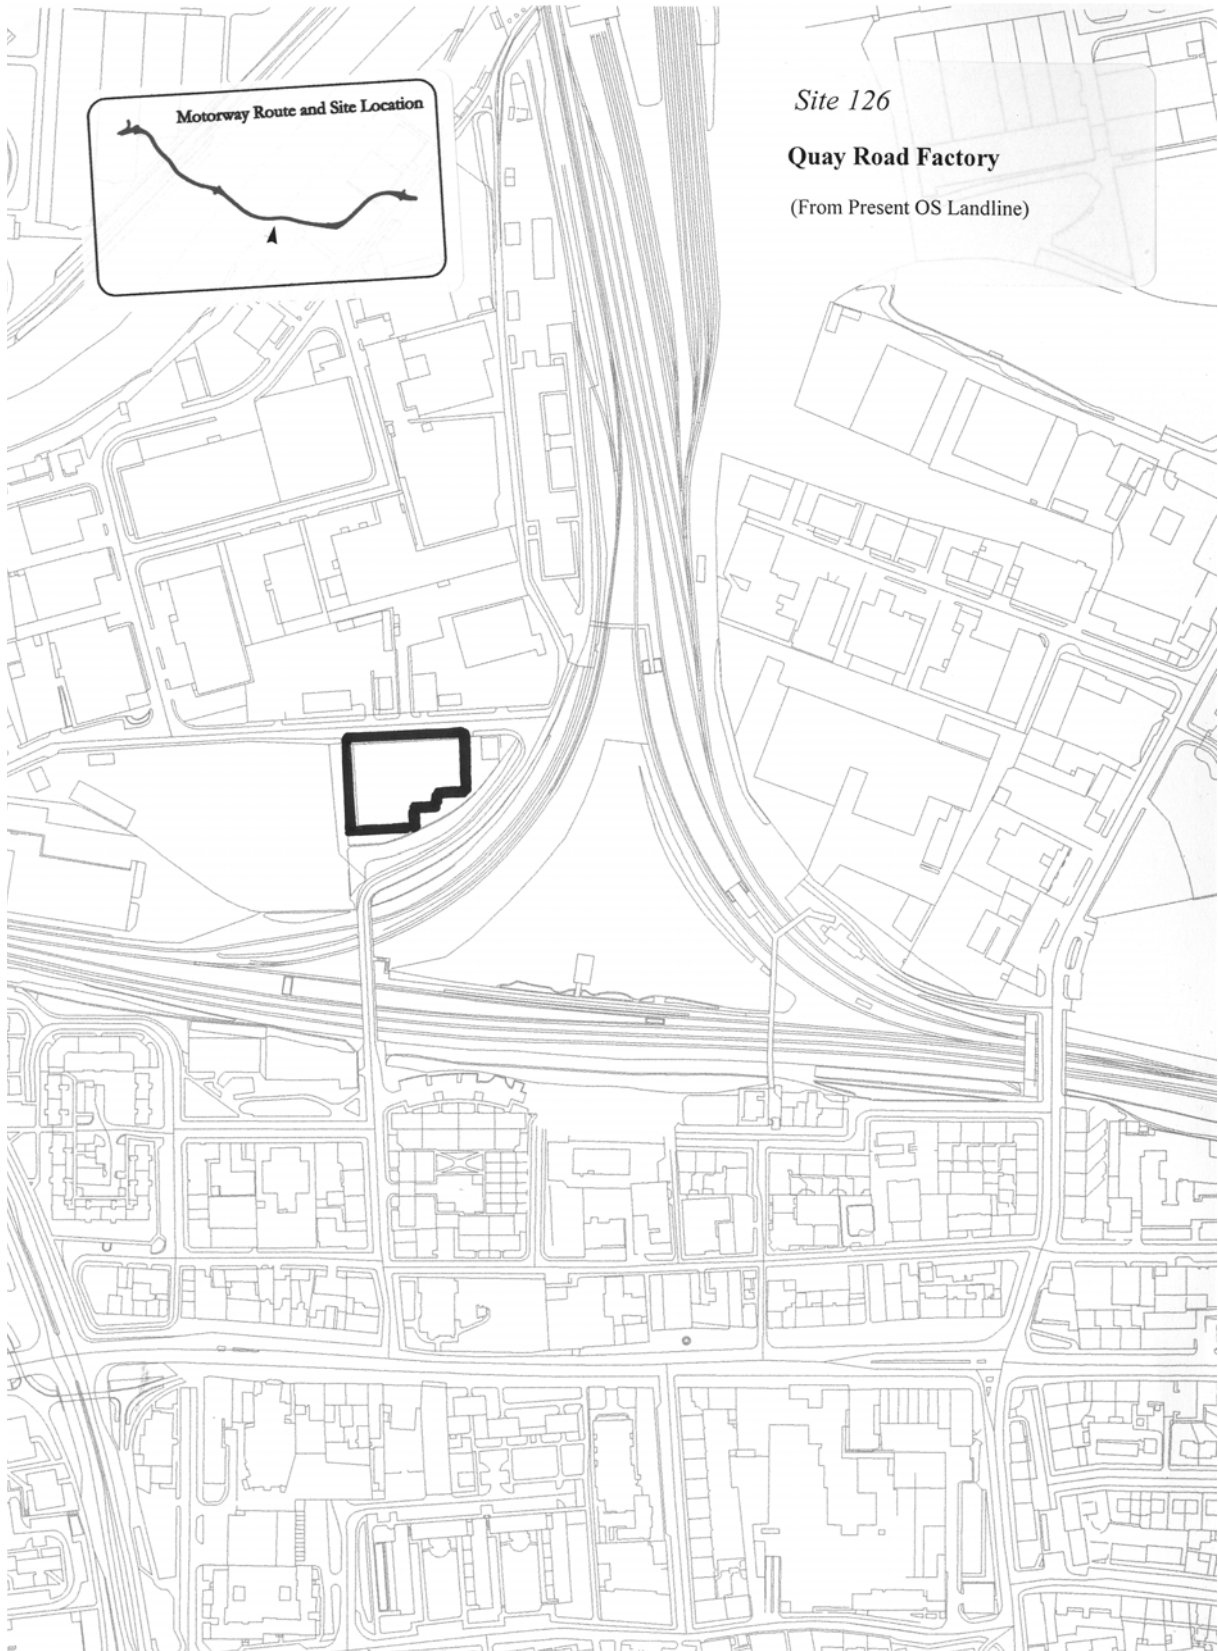 Motorway Route and Site Location
Site 126
Quay Road Factory
(From Present OS Landline)